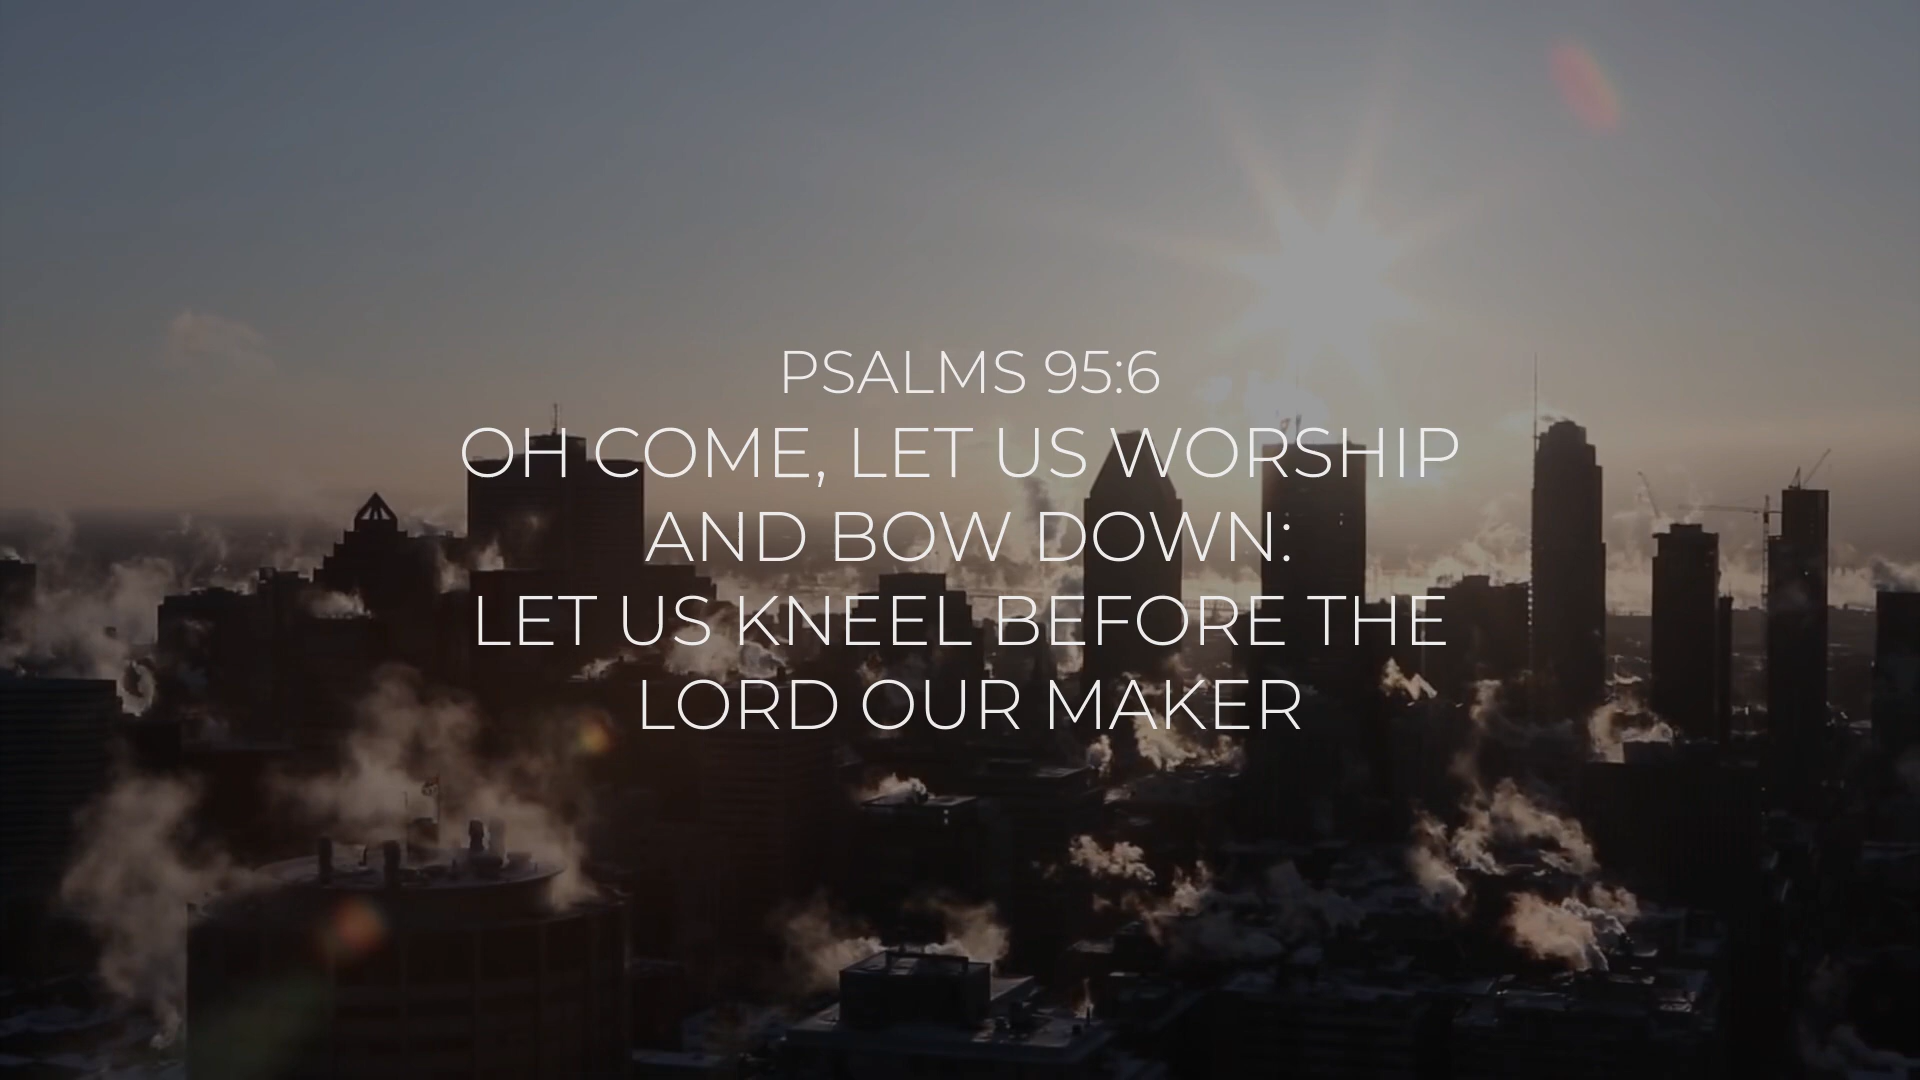 PSALMS 95:6
OH COME, LET US WORSHIP
AND BOW DOWN:
LET US KNEEL BEFORE THE
LORD OUR MAKER